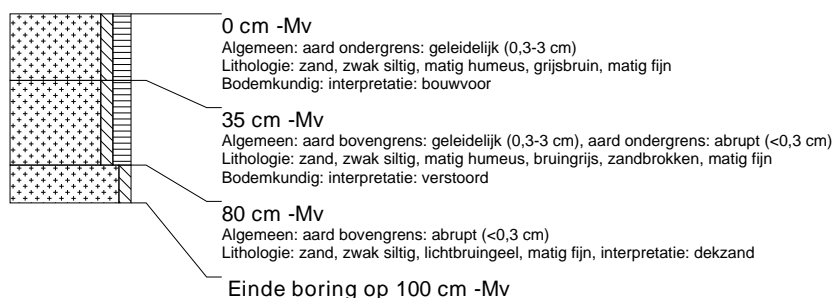 0 cm -Mv
Algemeen: aard ondergrens: geleidelijk (0,3-3 cm)
Lithologie: zand, zwak siltig, matig humeus, grijsbruin, matig fijn
Bodemkundig: interpretatie: bouwvoor
35 cm -Mv
Algemeen: aard bovengrens: geleidelijk (0,3-3 cm), aard ondergrens: abrupt (<0,3 cm)
Lithologie: zand, zwak siltig, matig humeus, bruingrijs, zandbrokken, matig fijn
Bodemkundig: interpretatie: verstoord
80 cm -Mv
Algemeen: aard bovengrens: abrupt (<0,3 cm)
Lithologie: zand, zwak siltig, lichtbruingeel, matig fijn, interpretatie: dekzand
Einde boring op 100 cm -Mv